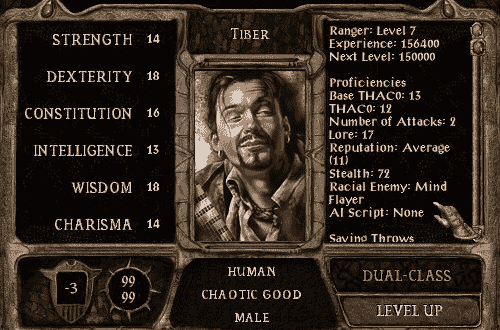 TIBER
STRENGTH 14
DEXTERITY 18
CONSTITUTION 16
INTELLIGENCE 13
WISDOM 18
CHARISMA 14
Ranger: Level 7
Experience: 156400
Next Level: 150000
Proficiencies
Base THAC0: 13
THAC0: 12
Number of Attacks: 2
Lore: 17
Reputation: Average
(11)
Stealth: 72
Racial Enemy: Mind
Flayer
AI Script: None
Saving Throws
-3
99
99
HUMAN
CHAOTIC GOOD
MALE
DUAL-CLASS
LEVEL UP